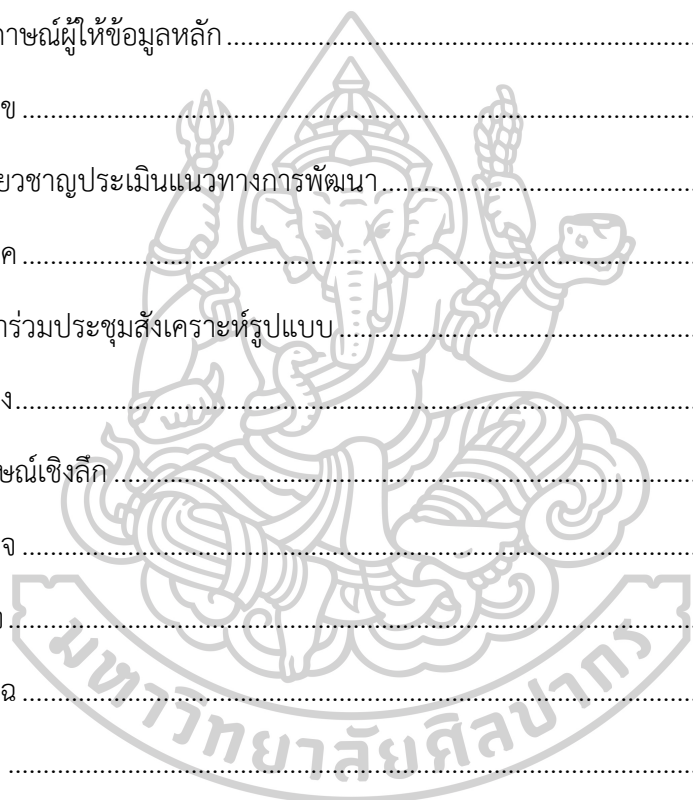 ภาษณ์ผู้ให้ข้อมูลหลัก
ข
ยวชาญประเมินแนวทางการพัฒนา
ค
ร่วมประชุมสังเคราะห์รูปแบบ
ง
ษณ์เชิงลึก
จ
ฉ
มหาวิทยาลัยศิลปากร